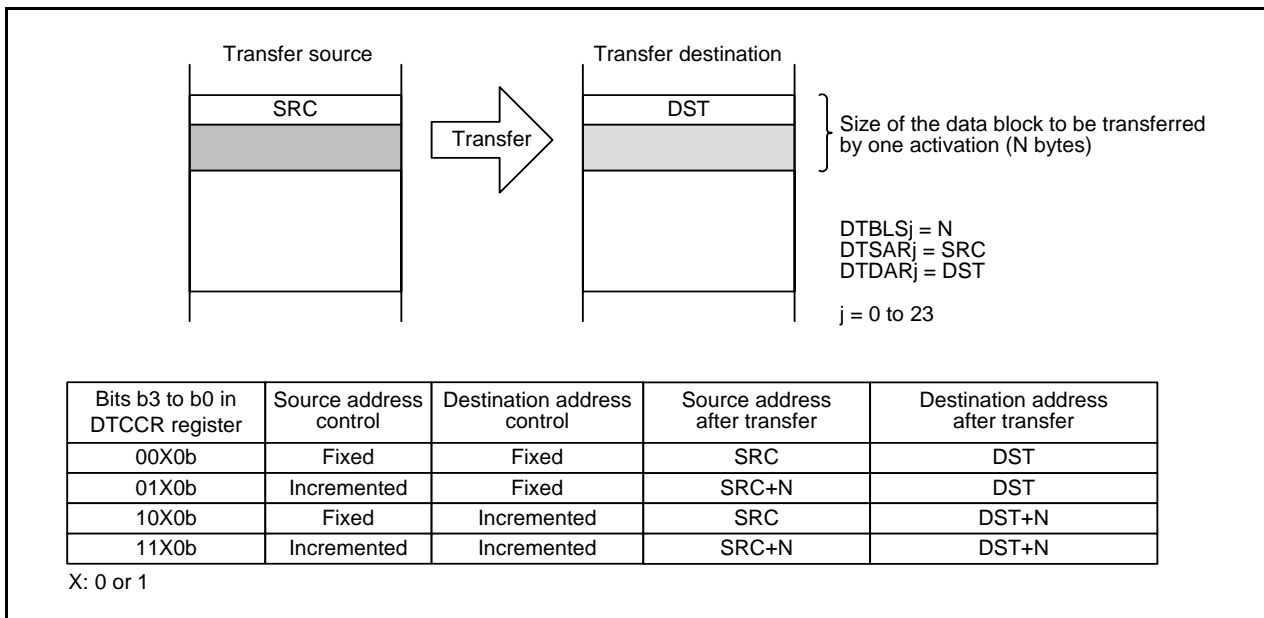 Transfer source
Transfer destination
SRC
DST
Transfer
Size of the data block to be transferred
by one activation (N bytes)
DTBLSj = N
DTSARj = SRC
DTDARj = DST
j = 0 to 23
Bits b3 to b0 in
DTCCR register
Source address
control
Destination address
control
Source address
after transfer
Destination address
after transfer
00X0b Fixed Fixed SRC DST
01X0b Incremented Fixed SRC+N DST
10X0b Fixed Incremented SRC DST+N
11X0b Incremented Incremented SRC+N DST+N
X: 0 or 1